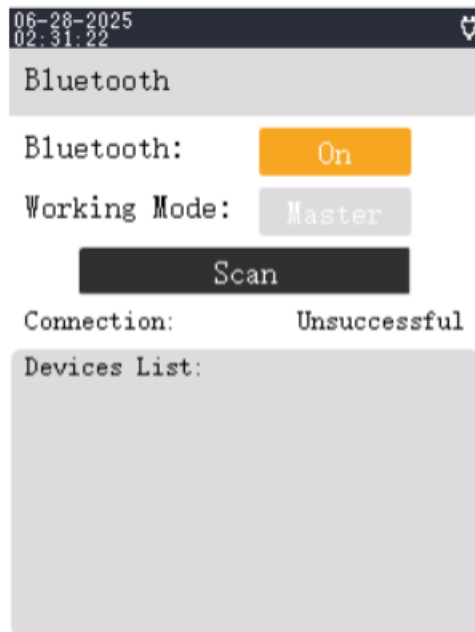 06-28-2025
02:31:22
Bluetooth
Bluetooth: On
Working Mode: Master
Scan
Connection: Unsuccessful
Devices List: